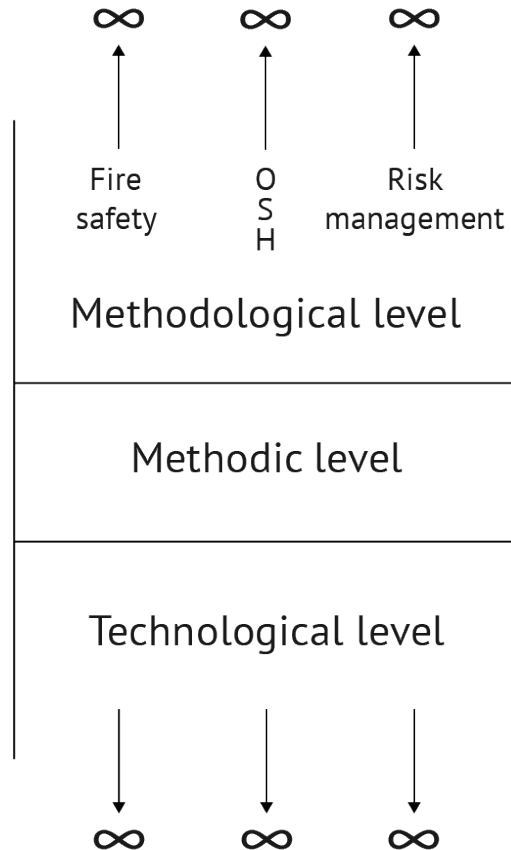 ∞ ∞ ∞
Fire
safety
O
S
H
Risk
management
Methodological level
Methodic level
Technological level
∞ ∞ ∞